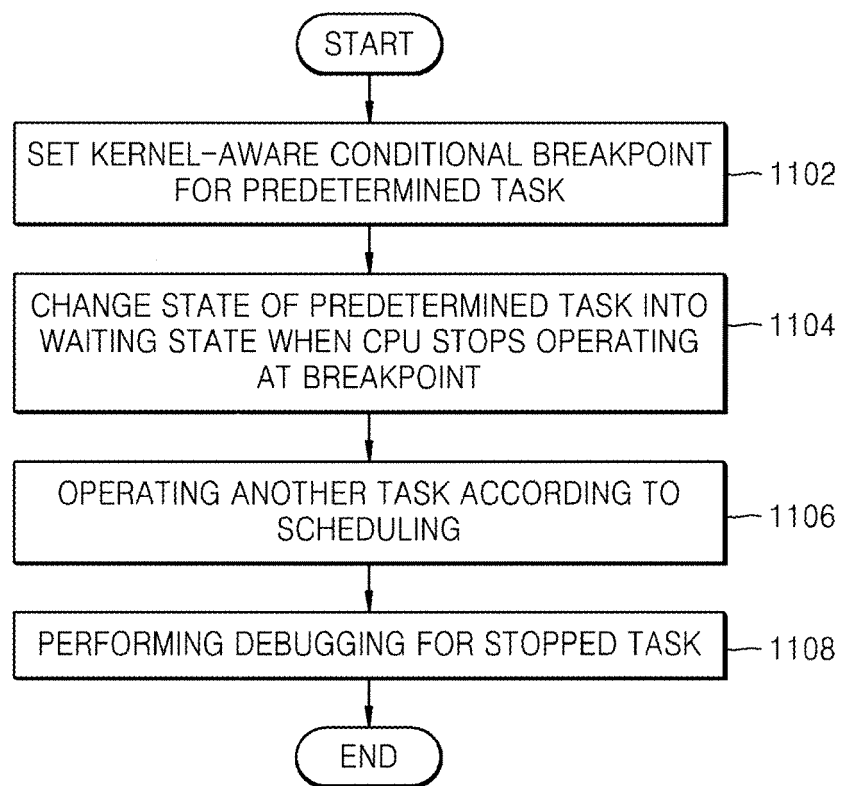 START
SET KERNEL-AWARE CONDITIONAL BREAKPOINT
FOR PREDETERMINED TASK
1102
CHANGE STATE OF PREDETERMINED TASK INTO
WAITING STATE WHEN CPU STOPS OPERATING
AT BREAKPOINT
1104
OPERATING ANOTHER TASK ACCORDING TO
SCHEDULING
1106
PERFORMING DEBUGGING FOR STOPPED TASK
1108
END